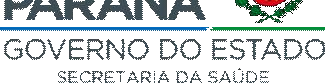 PARANÁ
GOVERNO DO ESTADO
SECRETARIA DA SAÚDE